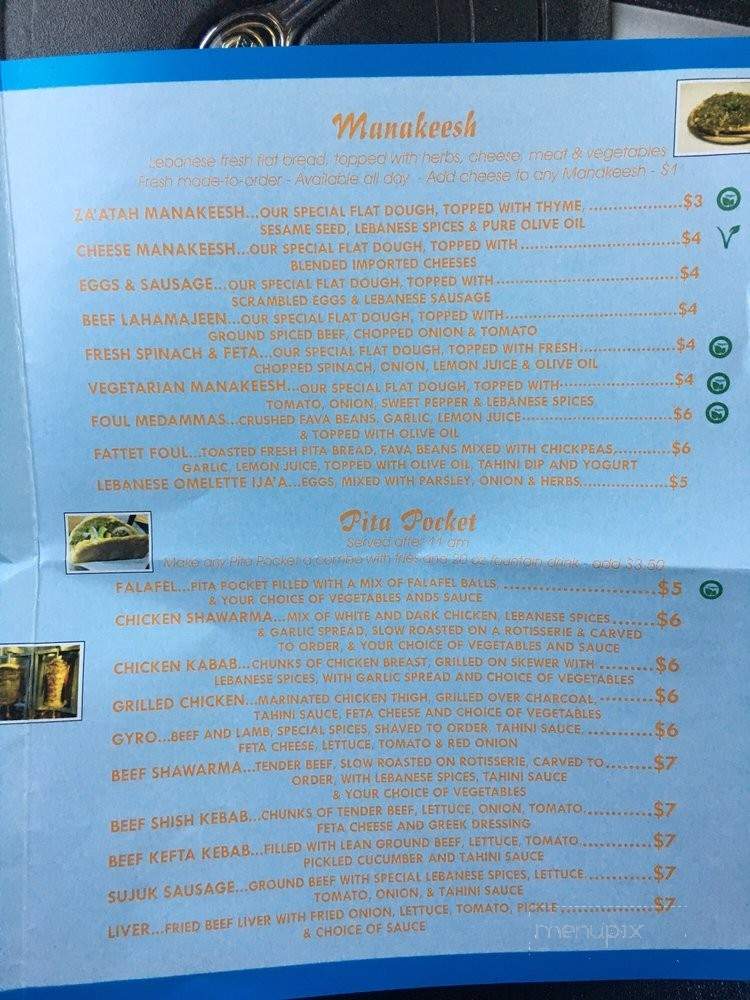 Manakeesh
Lebanese fresh flat bread, topped with herbs, cheese, meat & vegetables
Fresh made-to-order - Available all day - Add cheese to any Manakeesh - $1
ZA'ATAH MANAKEESH...OUR SPECIAL FLAT DOUGH, TOPPED WITH THYME, ..................$3
SESAME SEED, LEBANESE SPICES & PURE OLIVE OIL
CHEESE MANAKEESH...OUR SPECIAL FLAT DOUGH, TOPPED WITH ..............................$4
BLENDED IMPORTED CHEESES
EGGS & SAUSAGE...OUR SPECIAL FLAT DOUGH, TOPPED WITH..................................$4
SCRAMBLED EGGS & LEBANESE SAUSAGE
BEEF LAHAMAJEEN...OUR SPECIAL FLAT DOUGH, TOPPED WITH...............................$4
GROUND SPICED BEEF, CHOPPED ONION & TOMATO
FRESH SPINACH & FETA...OUR SPECIAL FLAT DOUGH, TOPPED WITH FRESH..................$4
CHOPPED SPINACH, ONION, LEMON JUICE & OLIVE OIL
VEGETARIAN MANAKEESH...OUR SPECIAL FLAT DOUGH, TOPPED WITH......................$4
TOMATO, ONION, SWEET PEPPER & LEBANESE SPICES
FOUL MEDAMMAS...CRUSHED FAVA BEANS, GARLIC, LEMON JUICE............................$6
& TOPPED WITH OLIVE OIL
FATTET FOUL...TOASTED FRESH PITA BREAD, FAVA BEANS MIXED WITH CHICKPEAS,..........$6
GARLIC, LEMON JUICE, TOPPED WITH OLIVE OIL, TAHINI DIP AND YOGURT
LEBANESE OMELETTE IJA'A...EGGS, MIXED WITH PARSLEY, ONION & HERBS.................$5
Pita Pocket
Served after 11 am
Make any Pita Pocket a combo with fries and 20 oz fountain drink - add $3.50
FALAFEL...PITA POCKET FILLED WITH A MIX OF FALAFEL BALLS, ..........................$5
& YOUR CHOICE OF VEGETABLES ANDS SAUCE
CHICKEN SHAWARMA...MIX OF WHITE AND DARK CHICKEN, LEBANESE SPICES.......$6
& GARLIC SPREAD, SLOW ROASTED ON A ROTISSERIE & CARVED
TO ORDER, & YOUR CHOICE OF VEGETABLES AND SAUCE
CHICKEN KABAB...CHUNKS OF CHICKEN BREAST, GRILLED ON SKEWER WITH ..........$6
LEBANESE SPICES, WITH GARLIC SPREAD AND CHOICE OF VEGETABLES
GRILLED CHICKEN...MARINATED CHICKEN THIGH, GRILLED OVER CHARCOAL, ..........$6
TAHINI SAUCE, FETA CHEESE AND CHOICE OF VEGETABLES
GYRO...BEEF AND LAMB, SPECIAL SPICES, SHAVED TO ORDER, TAHINI SAUCE, ............$6
FETA CHEESE, LETTUCE, TOMATO & RED ONION
BEEF SHAWARMA...TENDER BEEF, SLOW ROASTED ON ROTISSERIE, CARVED TO........$7
ORDER, WITH LEBANESE SPICES, TAHINI SAUCE
& YOUR CHOICE OF VEGETABLES
BEEF SHISH KEBAB...CHUNKS OF TENDER BEEF, LETTUCE, ONION, TOMATO,...........$7
FETA CHEESE AND GREEK DRESSING
BEEF KEFTA KEBAB...FILLED WITH LEAN GROUND BEEF, LETTUCE, TOMATO............$7
PICKLED CUCUMBER AND TAHINI SAUCE
SUJUK SAUSAGE...GROUND BEEF WITH SPECIAL LEBANESE SPICES, LETTUCE...........$7
TOMATO, ONION, & TAHINI SAUCE
LIVER...FRIED BEEF LIVER WITH FRIED ONION, LETTUCE, TOMATO, PICKLE ..............$7
& CHOICE OF SAUCE
menupix